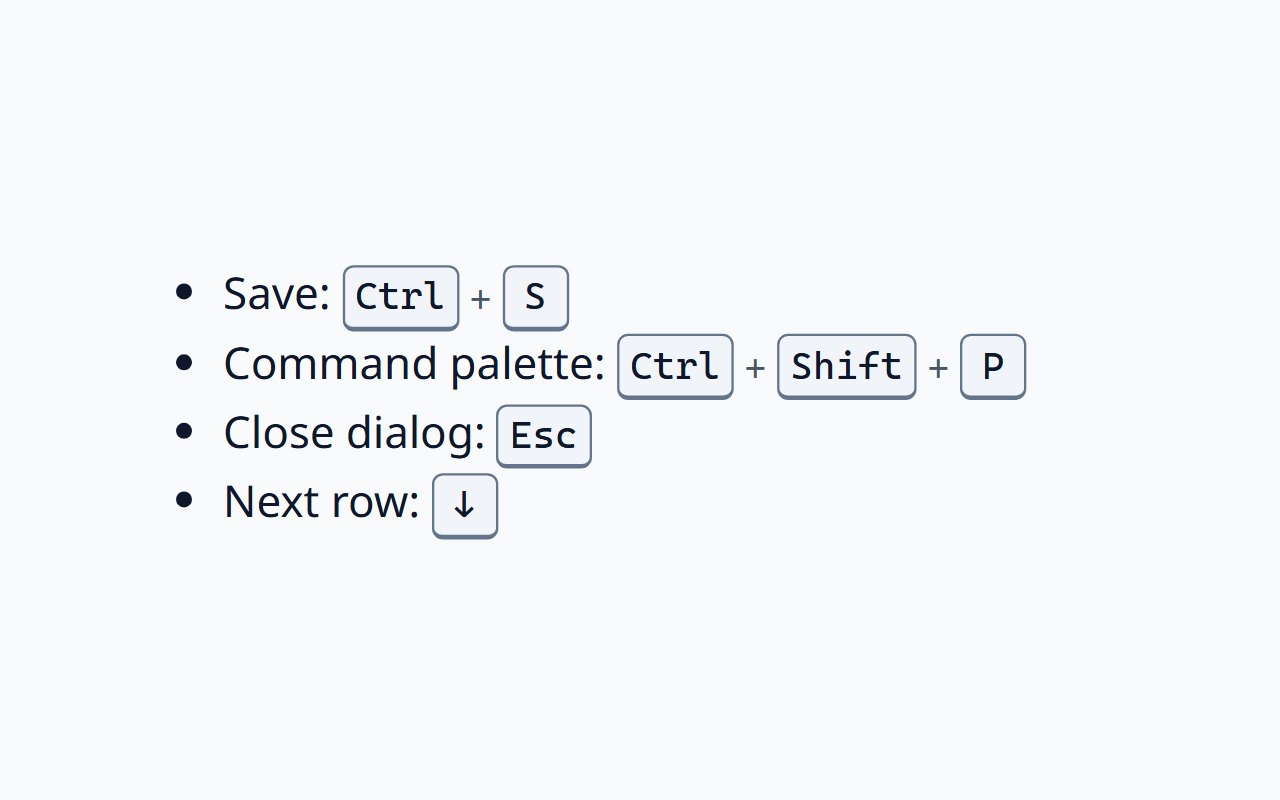 • Save: Ctrl + S
• Command palette: Ctrl + Shift + P
• Close dialog: Esc
• Next row: ↓